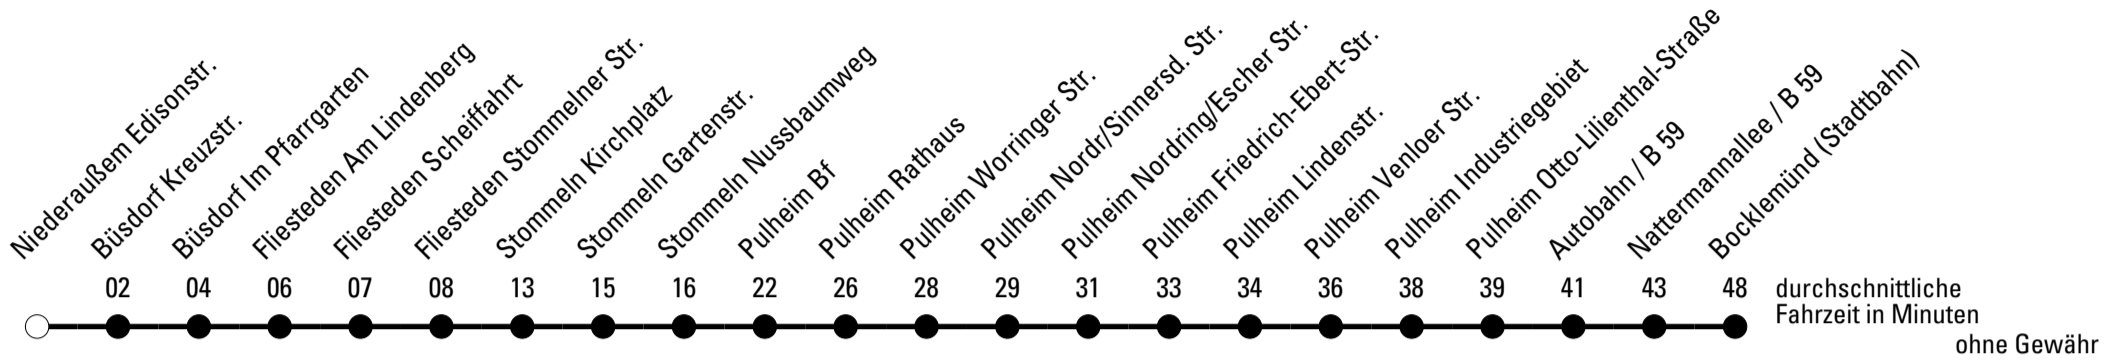 Niederaußem Edisonstr.
Büsdorf Kreuzstr.
Büsdorf Im Pfarrgarten
Fliesteden Am Lindenberg
Fliesteden Scheiffahrt
Fliesteden Stommelner Str.
Stommeln Kirchplatz
Stommeln Gartenstr.
Stommeln Nussbaumweg
Pulheim Bf
Pulheim Rathaus
Pulheim Worringer Str.
Pulheim Nordr/Sinnersd. Str.
Pulheim Nordring/Escher Str.
Pulheim Friedrich-Ebert-Str.
Pulheim Lindenstr.
Pulheim Venloer Str.
Pulheim Industriegebiet
Pulheim Otto-Lilienthal-Straße
Autobahn / B 59
Nattermannallee / B 59
Bocklemünd (Stadtbahn)
02 04 06 07 08 13 15 16 22 26 28 29 31 33 34 36 38 39 41 43 48 durchschnittliche
Fahrzeit in Minuten
ohne Gewähr